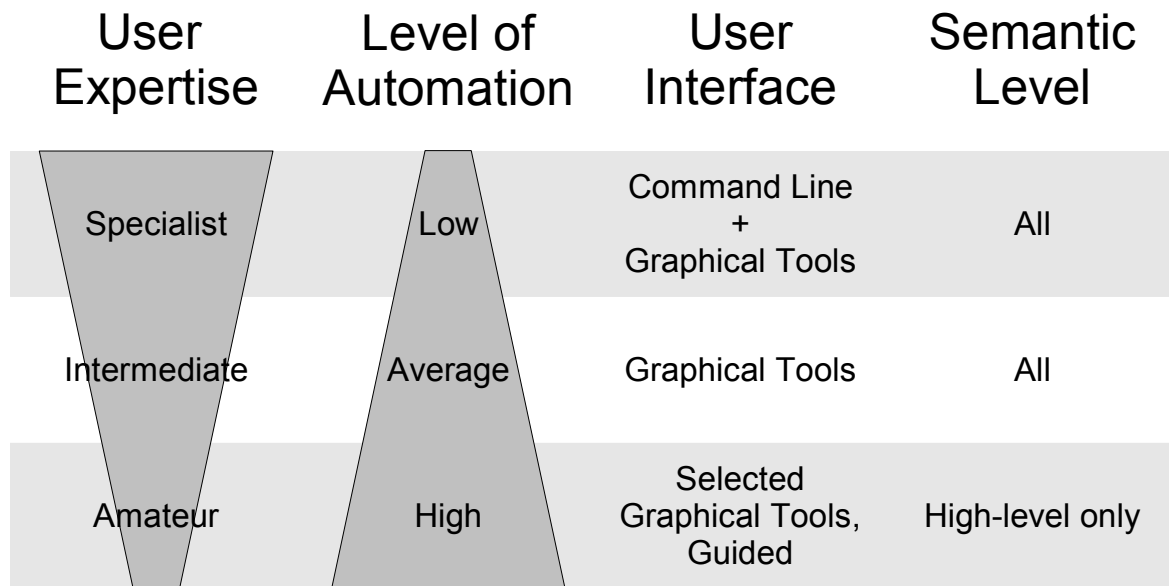 User
Expertise
Level of
Automation
User
Interface
Semantic
Level
Specialist
Low
Command Line
+
Graphical Tools
All
Intermediate
Average
Graphical Tools
All
Amateur
High
Selected
Graphical Tools,
Guided
High-level only